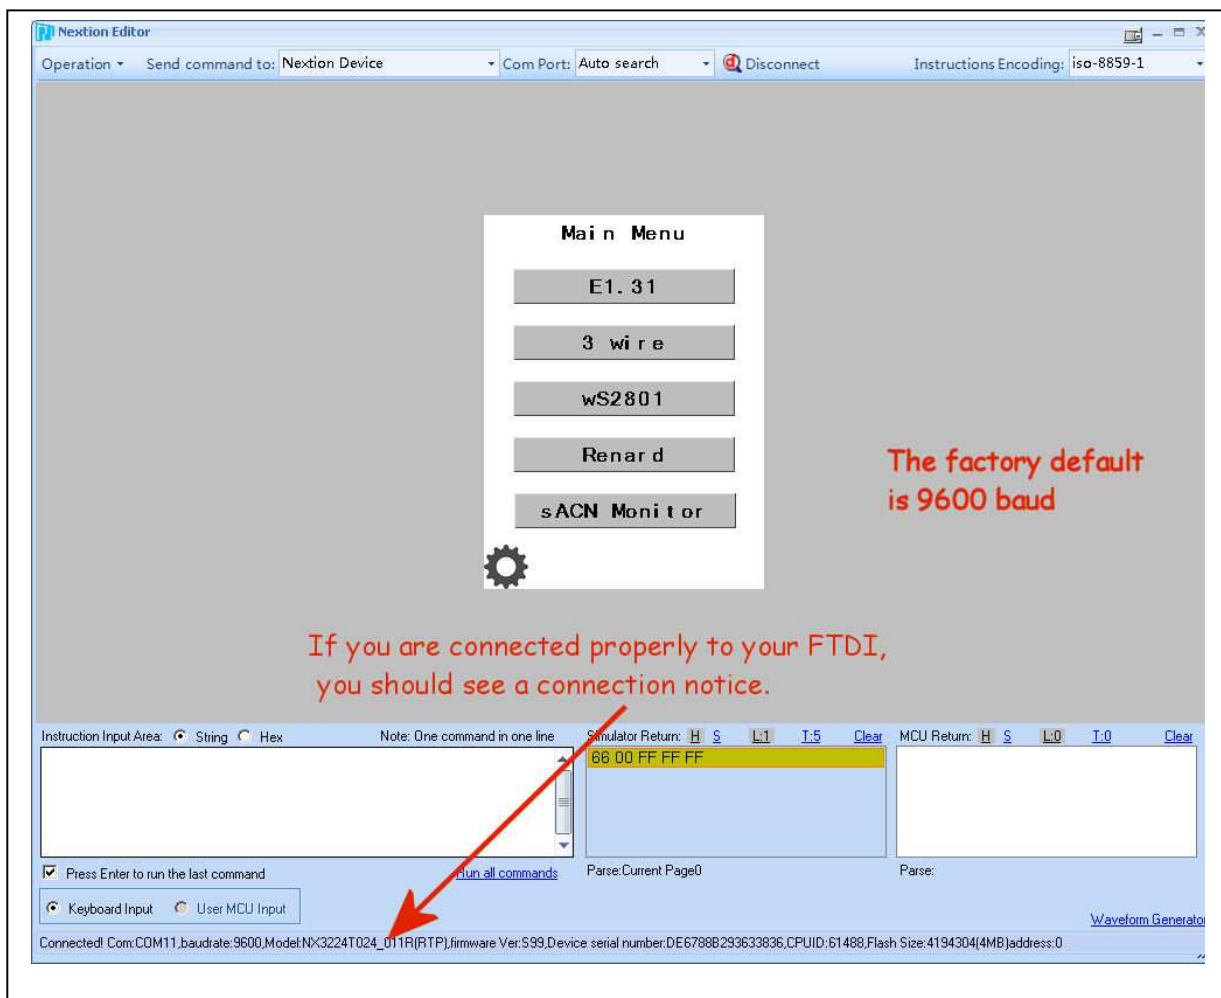 Nextion Editor
Operation Send command to: Nextion Device Com Port: Auto search Disconnect Instructions Encoding: iso-8859-1
Main Menu
E1.31
3 wire
wS2801
Renard
sACN Monitor
The factory default
is 9600 baud
If you are connected properly to your FTDI,
you should see a connection notice.
Instruction Input Area: String Hex Note: One command in one line Simulator Return: H S L:1 T:5 Clear MCU Return: H S L:0 T:0 Clear
66 00 FF FF FF
Press Enter to run the last command Run all commands Parse:Current Page0 Parse:
Keyboard Input User MCU Input
Waveform Generator
Connected! Com:COM11,baudrate:9600,Model:NX3224T024_011R(RTP),firmware Ver:S99,Device serial number:DE6788B293633836,CPUID:61488,Flash Size:4194304(4MB)address:0